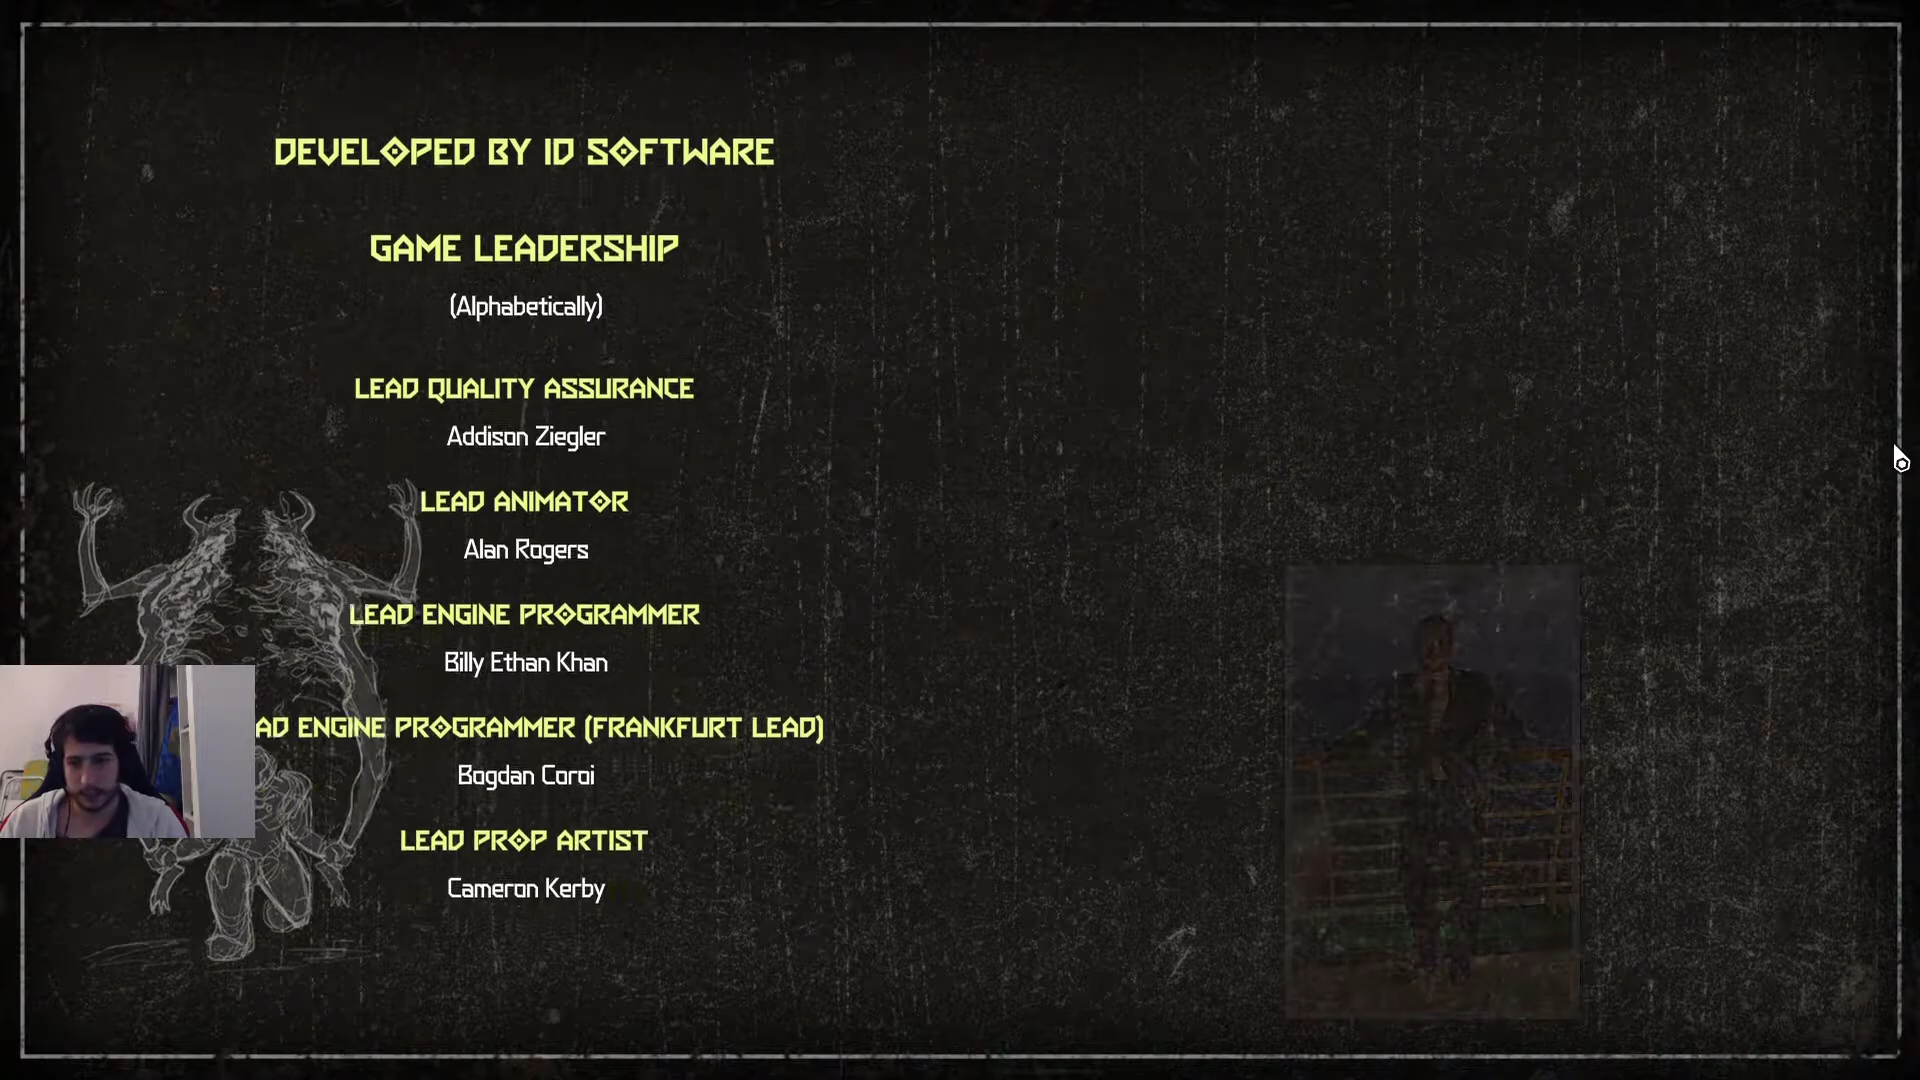 DEVELOPED BY ID SOFTWARE
GAME LEADERSHIP
(Alphabetically)
LEAD QUALITY ASSURANCE
Addison Ziegler
LEAD ANIMATOR
Alan Rogers
LEAD ENGINE PROGRAMMER
Billy Ethan Khan
AD ENGINE PROGRAMMER (FRANKFURT LEAD)
Bogdan Coroi
LEAD PROP ARTIST
Cameron Kerby